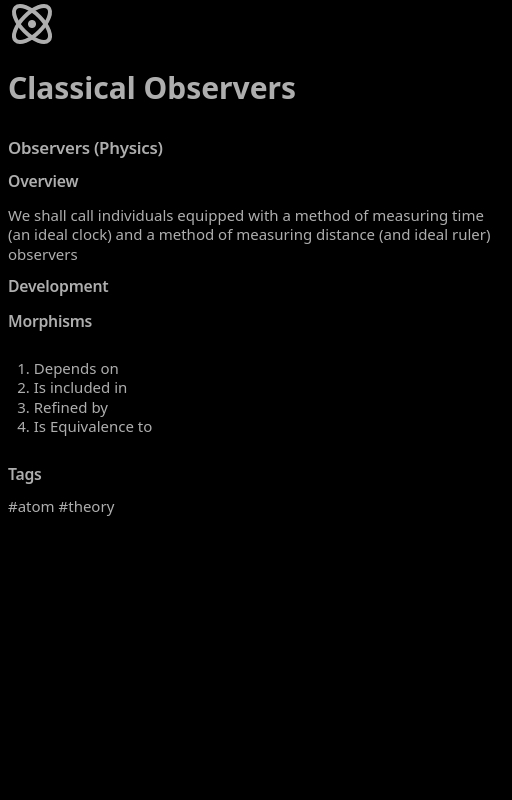 Classical Observers
Observers (Physics)
Overview
We shall call individuals equipped with a method of measuring time
(an ideal clock) and a method of measuring distance (and ideal ruler)
observers
Development
Morphisms
1. Depends on
2. Is included in
3. Refined by
4. Is Equivalence to
Tags
#atom #theory